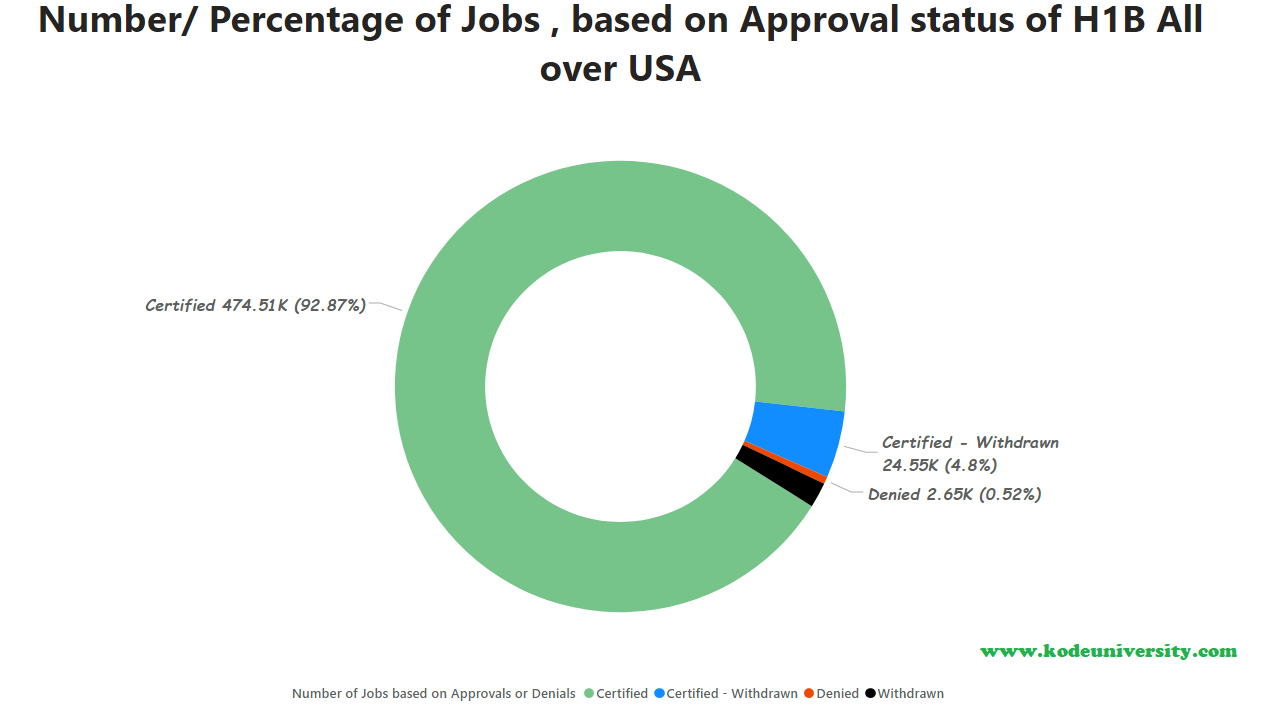 Number/ Percentage of Jobs , based on Approval status of H1B All
over USA
Certified 474.51K (92.87%)
Certified - Withdrawn
24.55K (4.8%)
Denied 2.65K (0.52%)
www.kodeuniversity.com
Number of Jobs based on Approvals or Denials Certified Certified - Withdrawn Denied Withdrawn